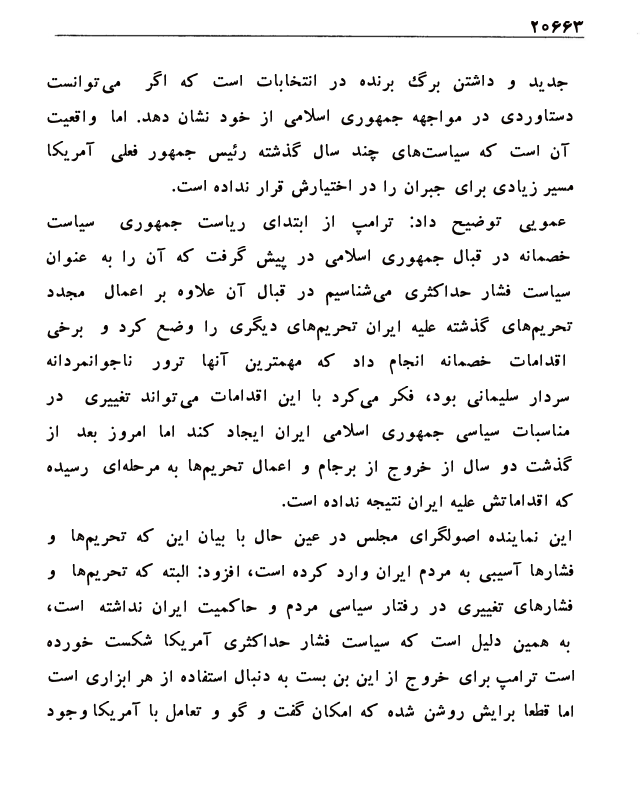 ۲۰۶۶۳
جدید و داشتن برگ برنده در انتخابات است که اگر می‌توانست
دستاوردی در مواجهه جمهوری اسلامی از خود نشان دهد. اما واقعیت
آن است که سیاست‌های چند سال گذشته رئیس جمهور فعلی آمریکا
مسیر زیادی برای جبران را در اختیارش قرار نداده است.
عمویی توضیح داد: ترامپ از ابتدای ریاست جمهوری سیاست
خصمانه در قبال جمهوری اسلامی در پیش گرفت که آن را به عنوان
سیاست فشار حداکثری می‌شناسیم در قبال آن علاوه بر اعمال مجدد
تحریم‌های گذشته علیه ایران تحریم‌های دیگری را وضع کرد و برخی
اقدامات خصمانه انجام داد که مهمترین آنها ترور ناجوانمردانه
سردار سلیمانی بود، فکر می‌کرد با این اقدامات می‌تواند تغییری در
مناسبات سیاسی جمهوری اسلامی ایران ایجاد کند اما امروز بعد از
گذشت دو سال از خروج از برجام و اعمال تحریم‌ها به مرحله‌ای رسیده
که اقداماتش علیه ایران نتیجه نداده است.
این نماینده اصولگرای مجلس در عین حال با بیان این که تحریم‌ها و
فشارها آسیبی به مردم ایران وارد کرده است، افزود: البته که تحریم‌ها و
فشارهای تغییری در رفتار سیاسی مردم و حاکمیت ایران نداشته است،
به همین دلیل است که سیاست فشار حداکثری آمریکا شکست خورده
است ترامپ برای خروج از این بن بست به دنبال استفاده از هر ابزاری است
اما قطعا برایش روشن شده که امکان گفت و گو و تعامل با آمریکا وجود